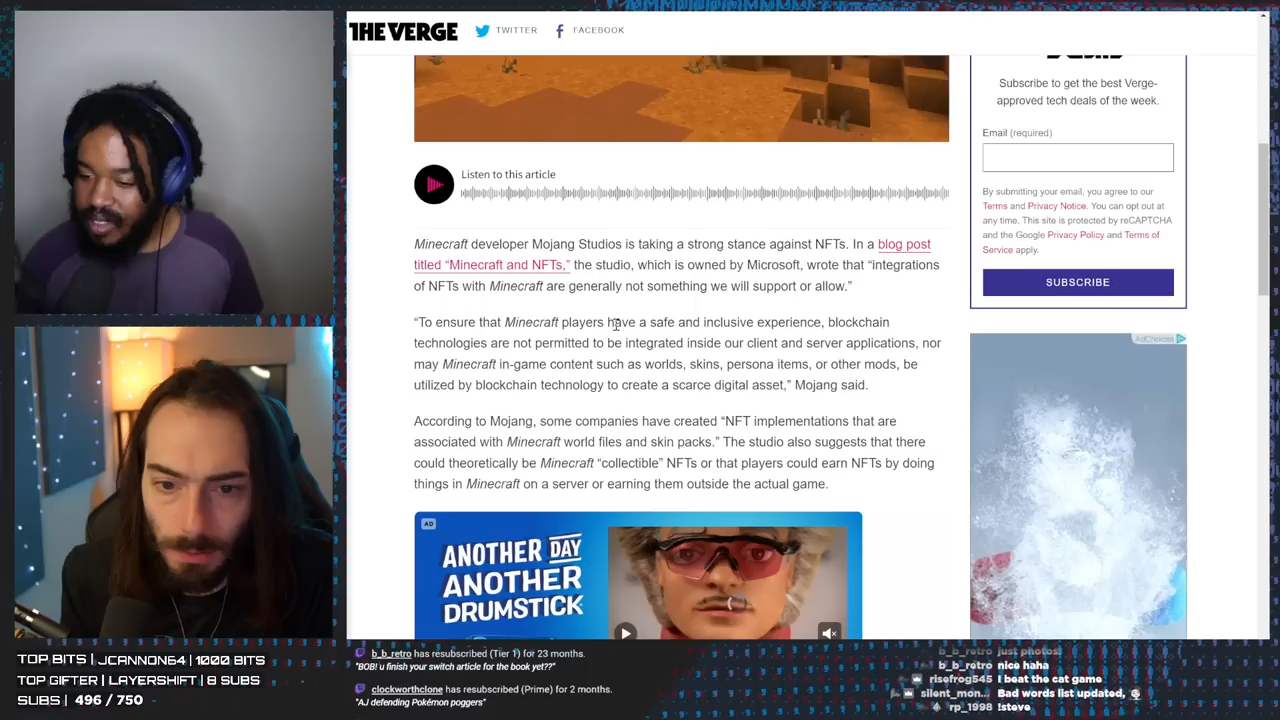 THE VERGE
TWITTER
FACEBOOK
Subscribe to get the best Verge-
approved tech deals of the week.
Email (required)
By submitting your email, you agree to our
Terms and Privacy Notice. You can opt out at
any time. This site is protected by reCAPTCHA
and the Google Privacy Policy and Terms of
Service apply.
SUBSCRIBE
AdChoices
Listen to this article
Minecraft developer Mojang Studios is taking a strong stance against NFTs. In a blog post
titled “Minecraft and NFTs,” the studio, which is owned by Microsoft, wrote that “integrations
of NFTs with Minecraft are generally not something we will support or allow.”
“To ensure that Minecraft players have a safe and inclusive experience, blockchain
technologies are not permitted to be integrated inside our client and server applications, nor
may Minecraft in-game content such as worlds, skins, persona items, or other mods, be
utilized by blockchain technology to create a scarce digital asset,” Mojang said.
According to Mojang, some companies have created “NFT implementations that are
associated with Minecraft world files and skin packs.” The studio also suggests that there
could theoretically be Minecraft “collectible” NFTs or that players could earn NFTs by doing
things in Minecraft on a server or earning them outside the actual game.
AD
ANOTHER DAY
ANOTHER
DRUMSTICK
TOP BITS | JCANNON64 | 1000 BITS
TOP GIFTER | LAYERSHIFT | 8 SUBS
SUBS | 496 / 750
b_b_retro has resubscribed (Tier 1) for 23 months.
"BOB! u finish your switch article for the book yet??"
clockworthclone has resubscribed (Prime) for 2 months.
"AJ defending Pokémon poggers"
b_b_retro just photos!
b_b_retro nice haha
risefrog545 I beat the cat game
silent_mon... Bad words list updated,
rp_1998 !steve